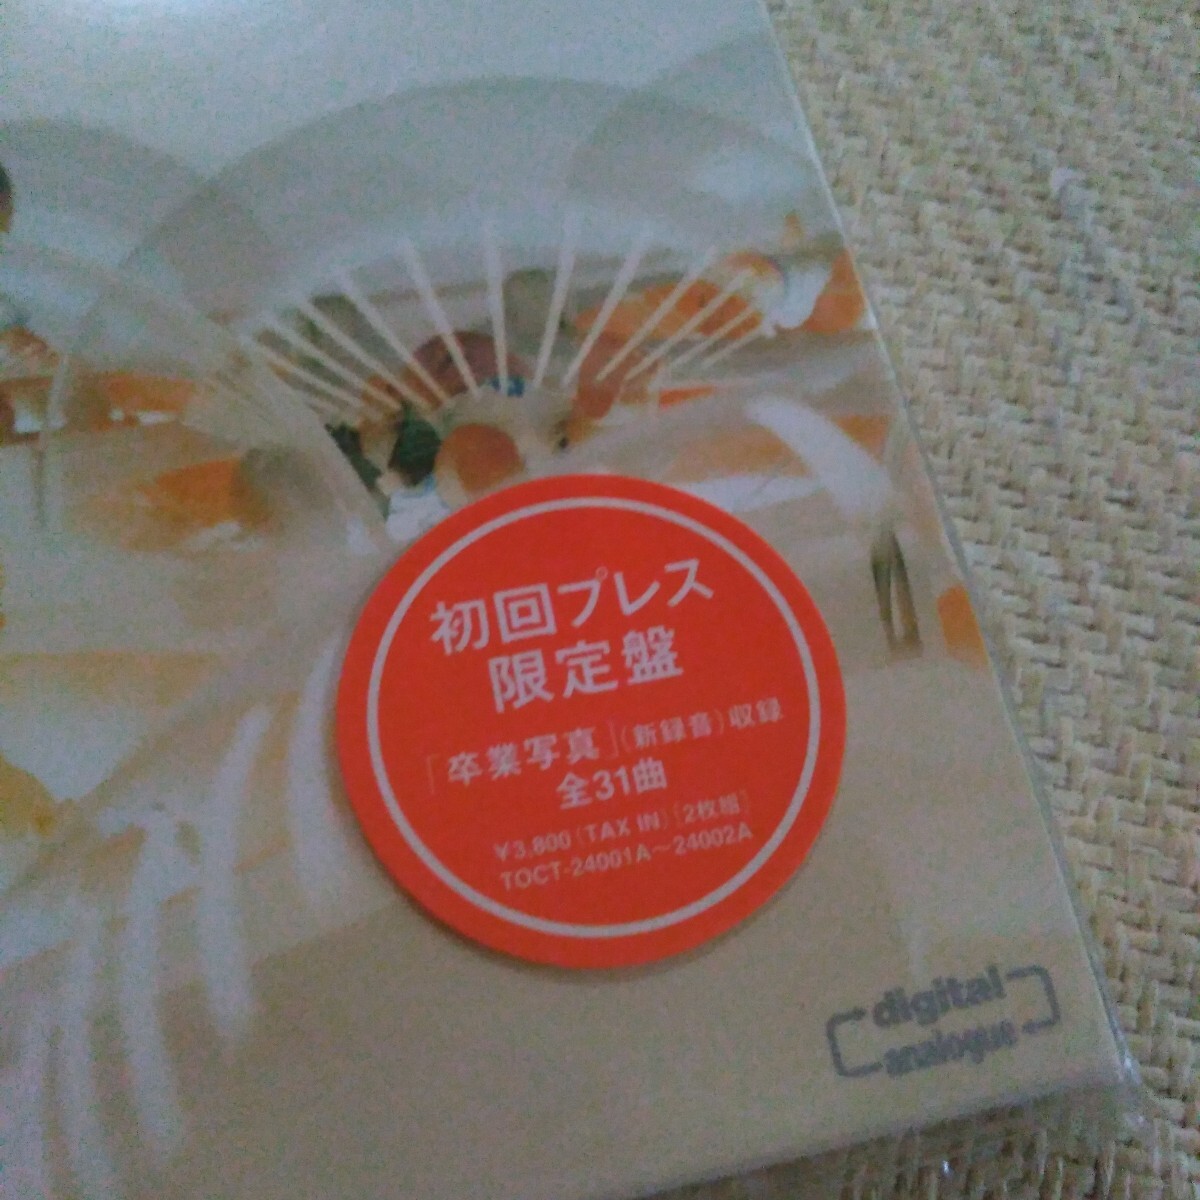 初回プレス
限定盤
「卒業写真」(新録音)収録
全31曲
¥3,800(TAX IN)[2枚組]
TOCT-24001A〜24002A
digital
analogue